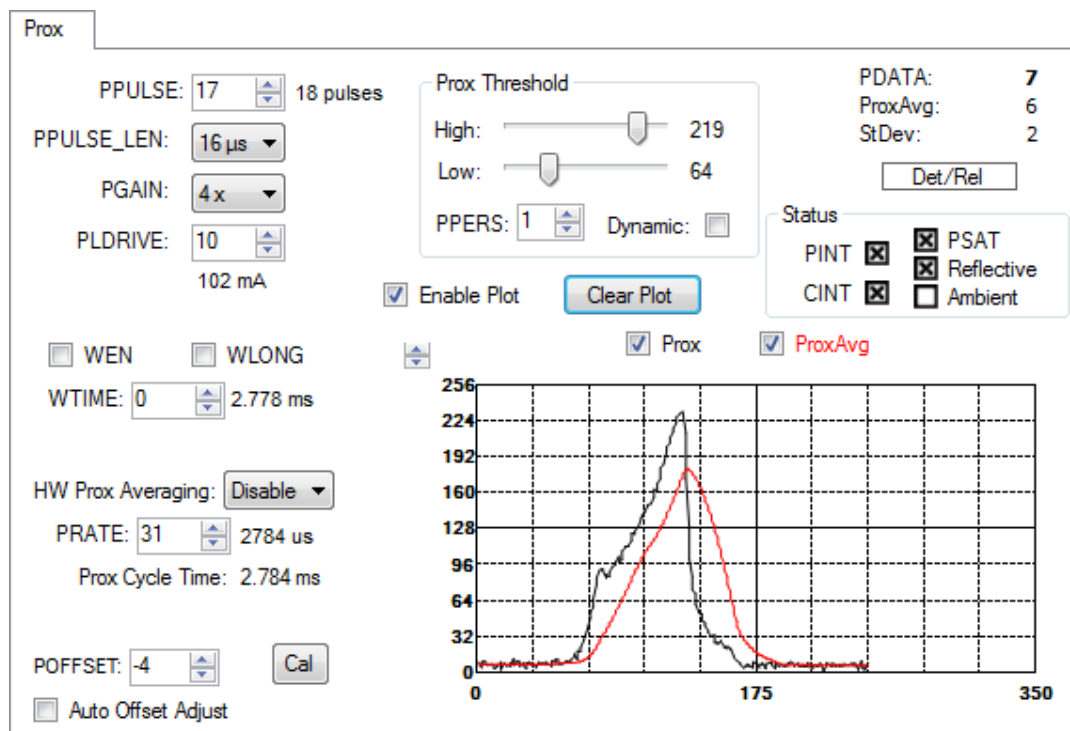 Prox
PPULSE: 17 18 pulses
PPULSE_LEN: 16 µs
PGAIN: 4 x
PLDRIVE: 10
102 mA
Prox Threshold
High: 219
Low: 64
PPERS: 1 Dynamic:
PDATA: 7
ProxAvg: 6
StDev: 2
Det/Rel
Status
PINT PSAT
Reflective
CINT Ambient
Enable Plot Clear Plot
WEN WLONG
WTIME: 0 2.778 ms
HW Prox Averaging: Disable
PRATE: 31 2784 us
Prox Cycle Time: 2.784 ms
POFFSET: -4 Cal
Auto Offset Adjust
Prox ProxAvg
256
224
192
160
128
96
64
32
0
0 175 350